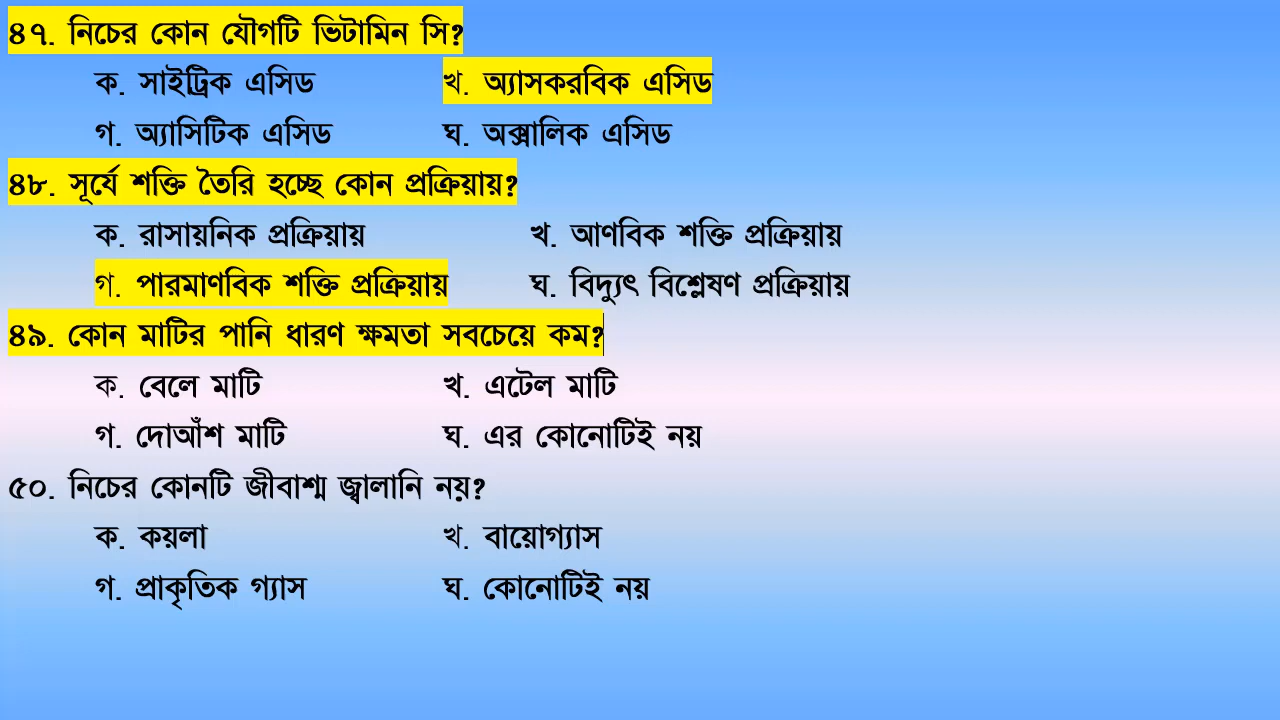 ৪৭. নিচের কোন যৌগটি ভিটামিন সি?
ক. সাইট্রিক এসিড খ. অ্যাসকরবিক এসিড
গ. অ্যাসিটিক এসিড ঘ. অক্সালিক এসিড
৪৮. সূর্যে শক্তি তৈরি হচ্ছে কোন প্রক্রিয়ায়?
ক. রাসায়নিক প্রক্রিয়ায় খ. আণবিক শক্তি প্রক্রিয়ায়
গ. পারমাণবিক শক্তি প্রক্রিয়ায় ঘ. বিদ্যুৎ বিশ্লেষণ প্রক্রিয়ায়
৪৯. কোন মাটির পানি ধারণ ক্ষমতা সবচেয়ে কম?
ক. বেলে মাটি খ. এটেল মাটি
গ. দোআঁশ মাটি ঘ. এর কোনোটিই নয়
৫০. নিচের কোনটি জীবাশ্ম জ্বালানি নয়?
ক. কয়লা খ. বায়োগ্যাস
গ. প্রাকৃতিক গ্যাস ঘ. কোনোটিই নয়